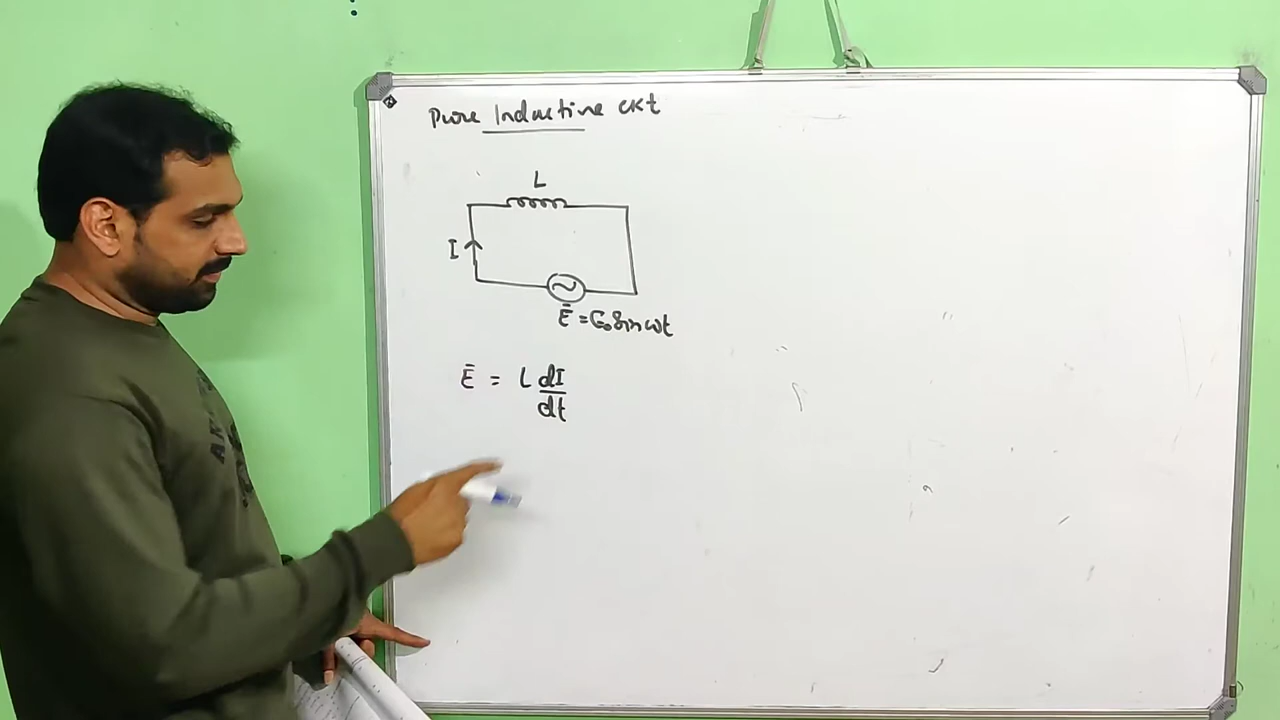 Pure Inductive ckt
L
I
Ē = E₀ sin ωt
Ē = L dI/dt